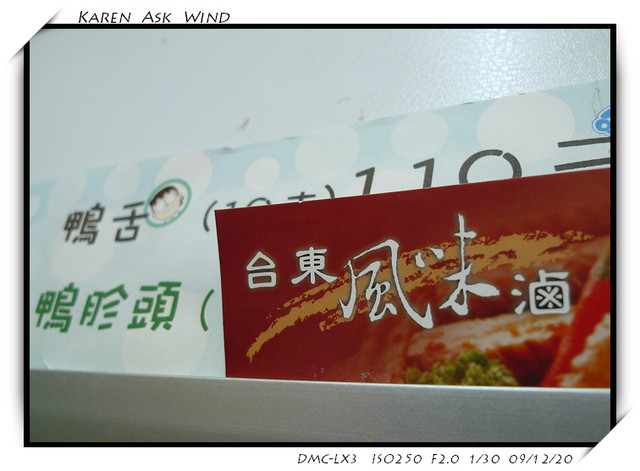 KAREN ASK WIND
鴨舌 110
鴨胗頭 (
台東風味滷
DMC-LX3 ISO250 F2.0 1/30 09/12/20